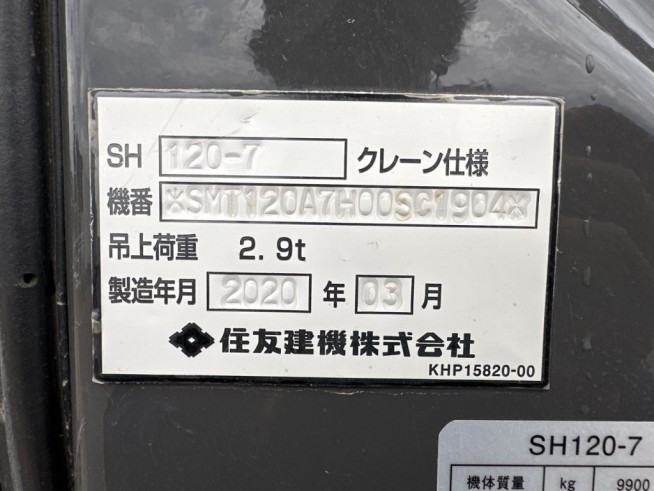 SH 120-7 クレーン仕様
機番 *SMT120A7H00SC1904*
吊上荷重 2.9t
製造年月 2020 年 03 月
住友建機株式会社
KHP15820-00
SH120-7
機体質量 kg 9900